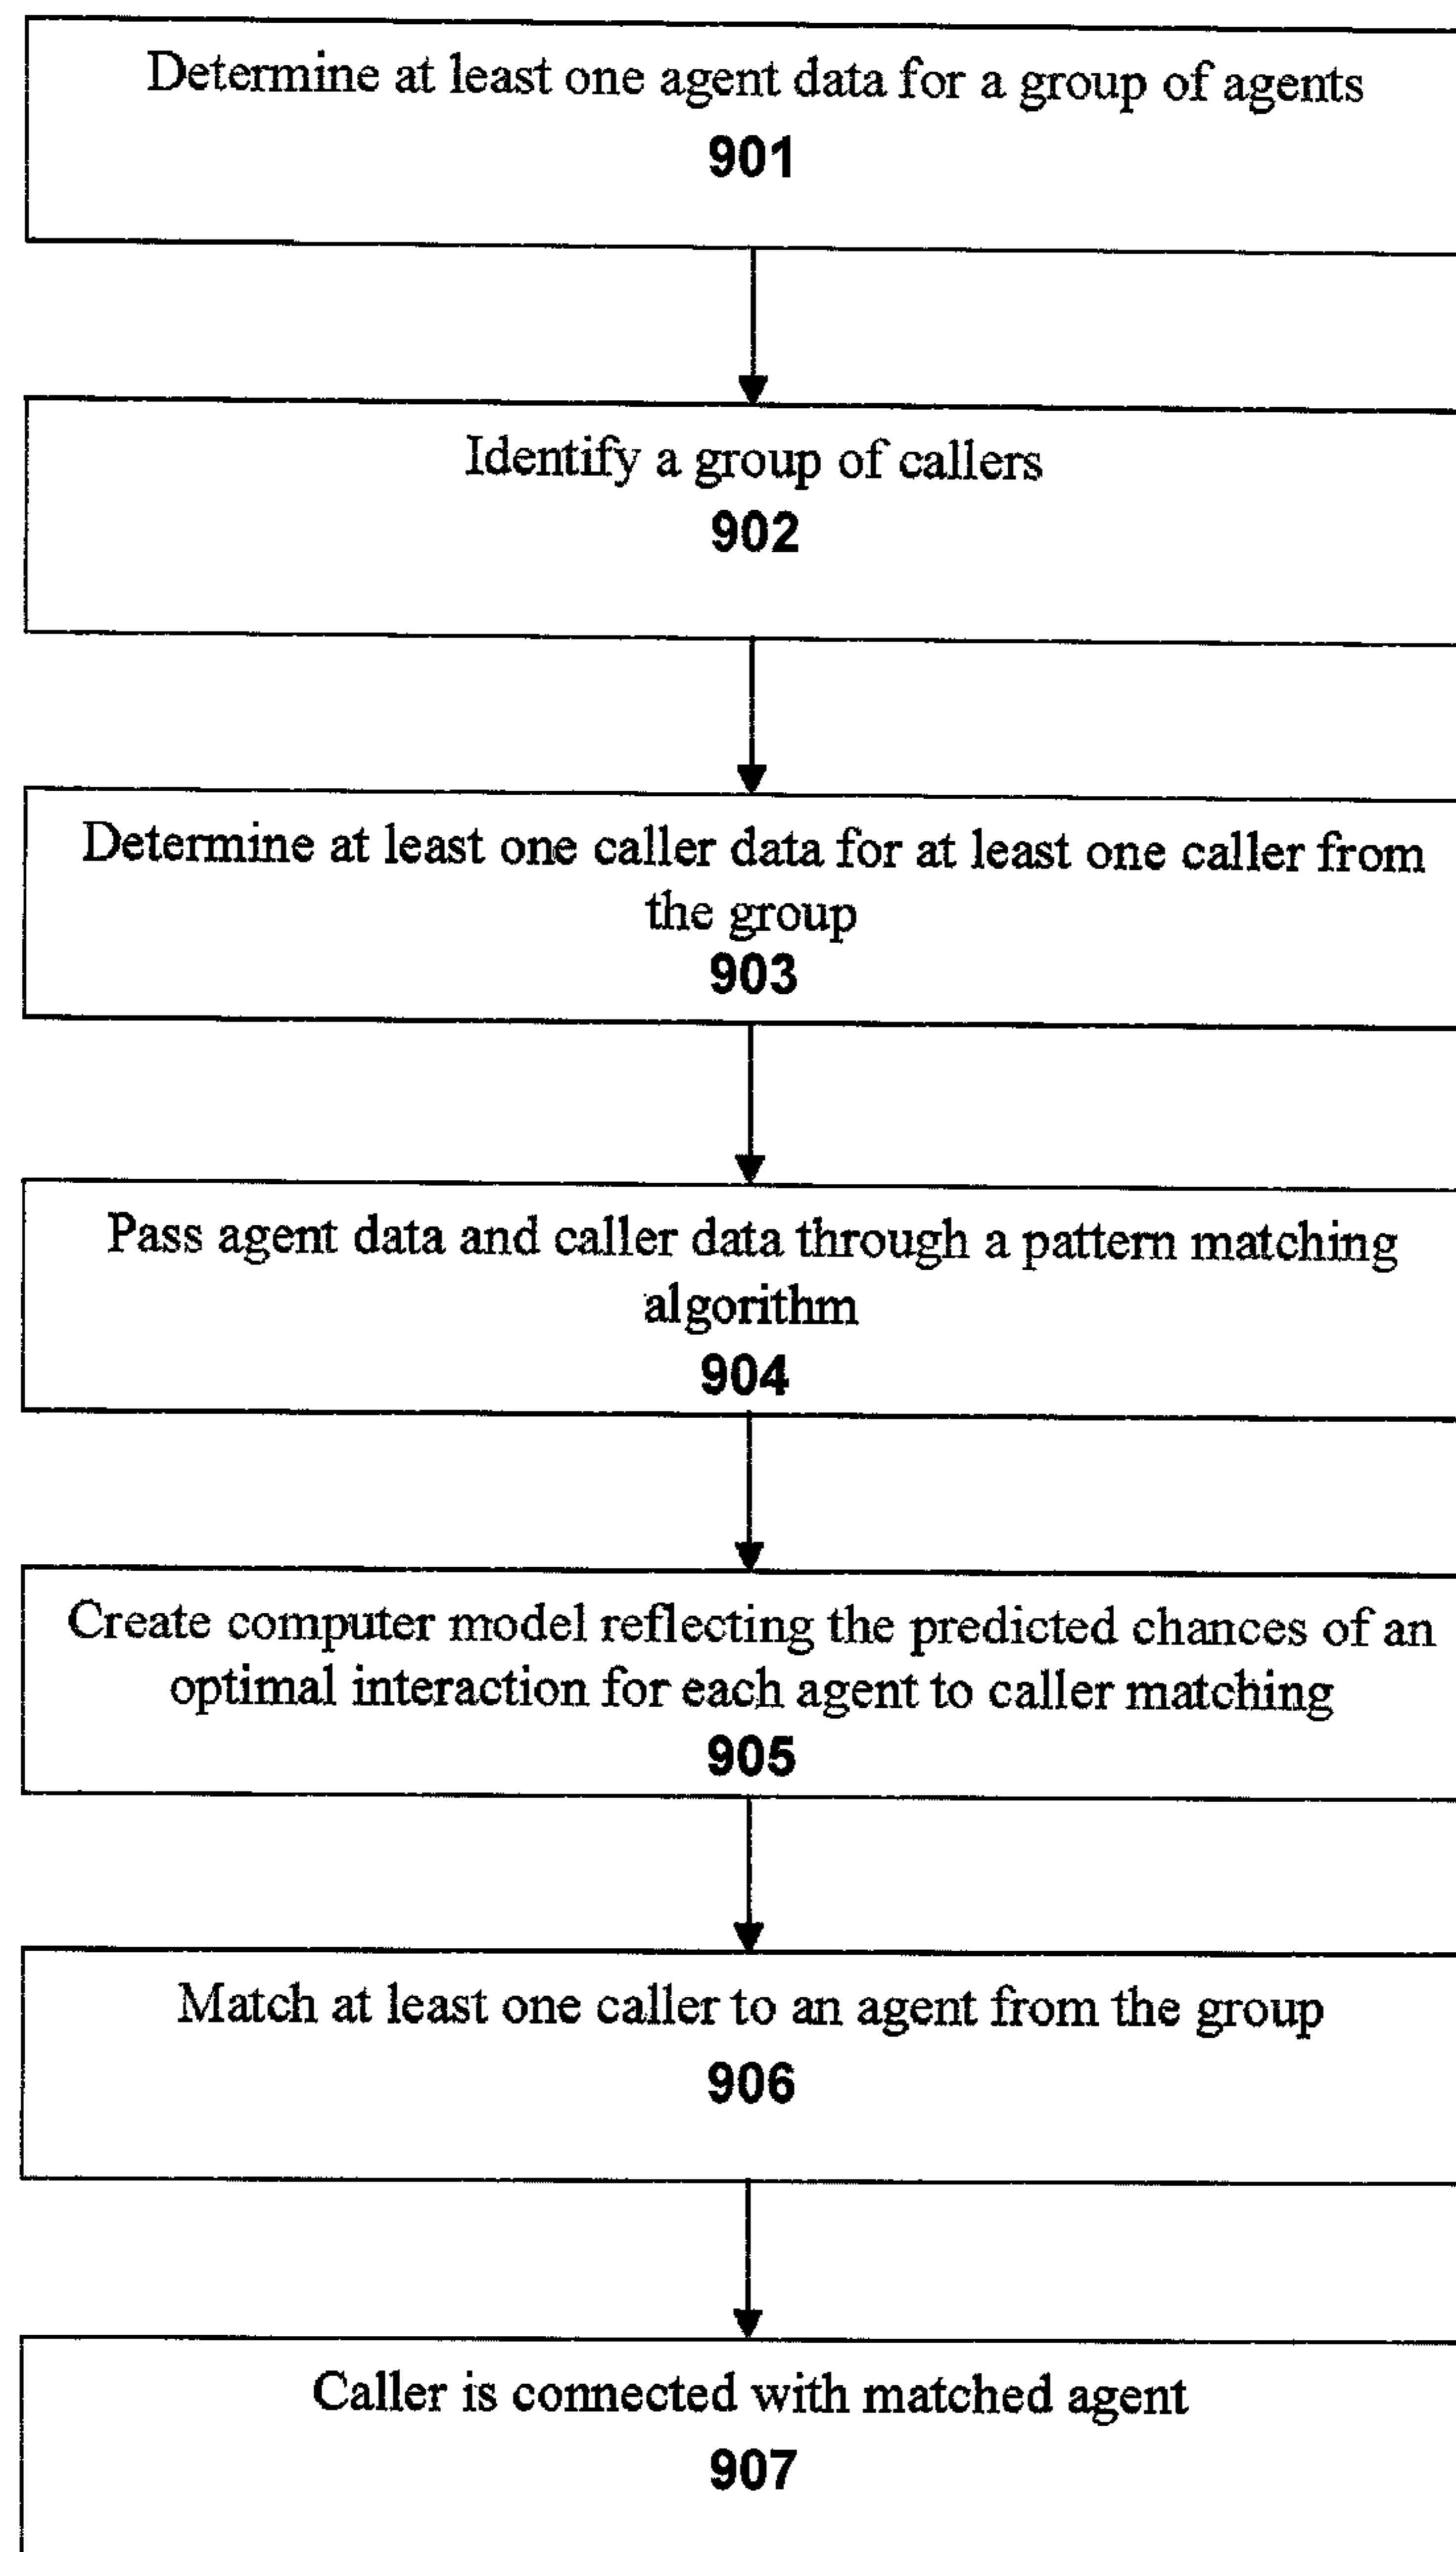 Determine at least one agent data for a group of agents
901
Identify a group of callers
902
Determine at least one caller data for at least one caller from
the group
903
Pass agent data and caller data through a pattern matching
algorithm
904
Create computer model reflecting the predicted chances of an
optimal interaction for each agent to caller matching
905
Match at least one caller to an agent from the group
906
Caller is connected with matched agent
907